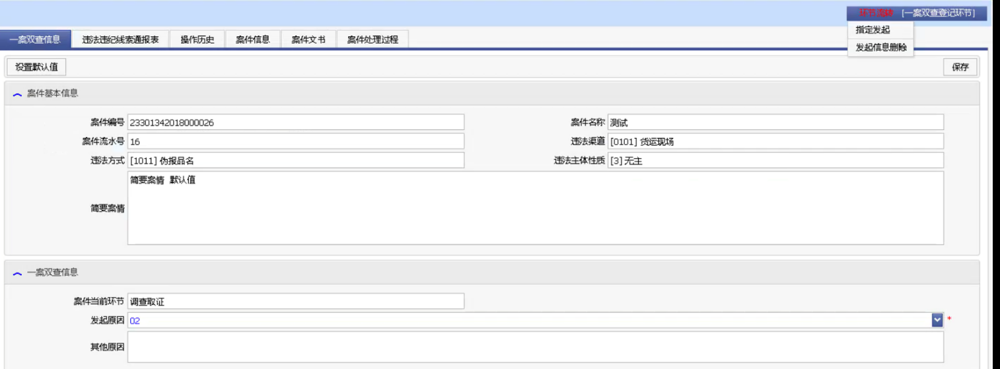 环节流转 [一案双查登记环节]
指定发起
发起信息删除
一案双查信息 违法违纪线索通报表 操作历史 案件信息 案件文书 案件处理过程
设置默认值 保存
案件基本信息
案件编号 23301342018000026 案件名称 测试
案件流水号 16 违法渠道 [0101] 货运现场
违法方式 [1011] 伪报品名 违法主体性质 [3] 无主
简要案情 简要案情 默认值
一案双查信息
案件当前环节 调查取证
发起原因 02 *
其他原因